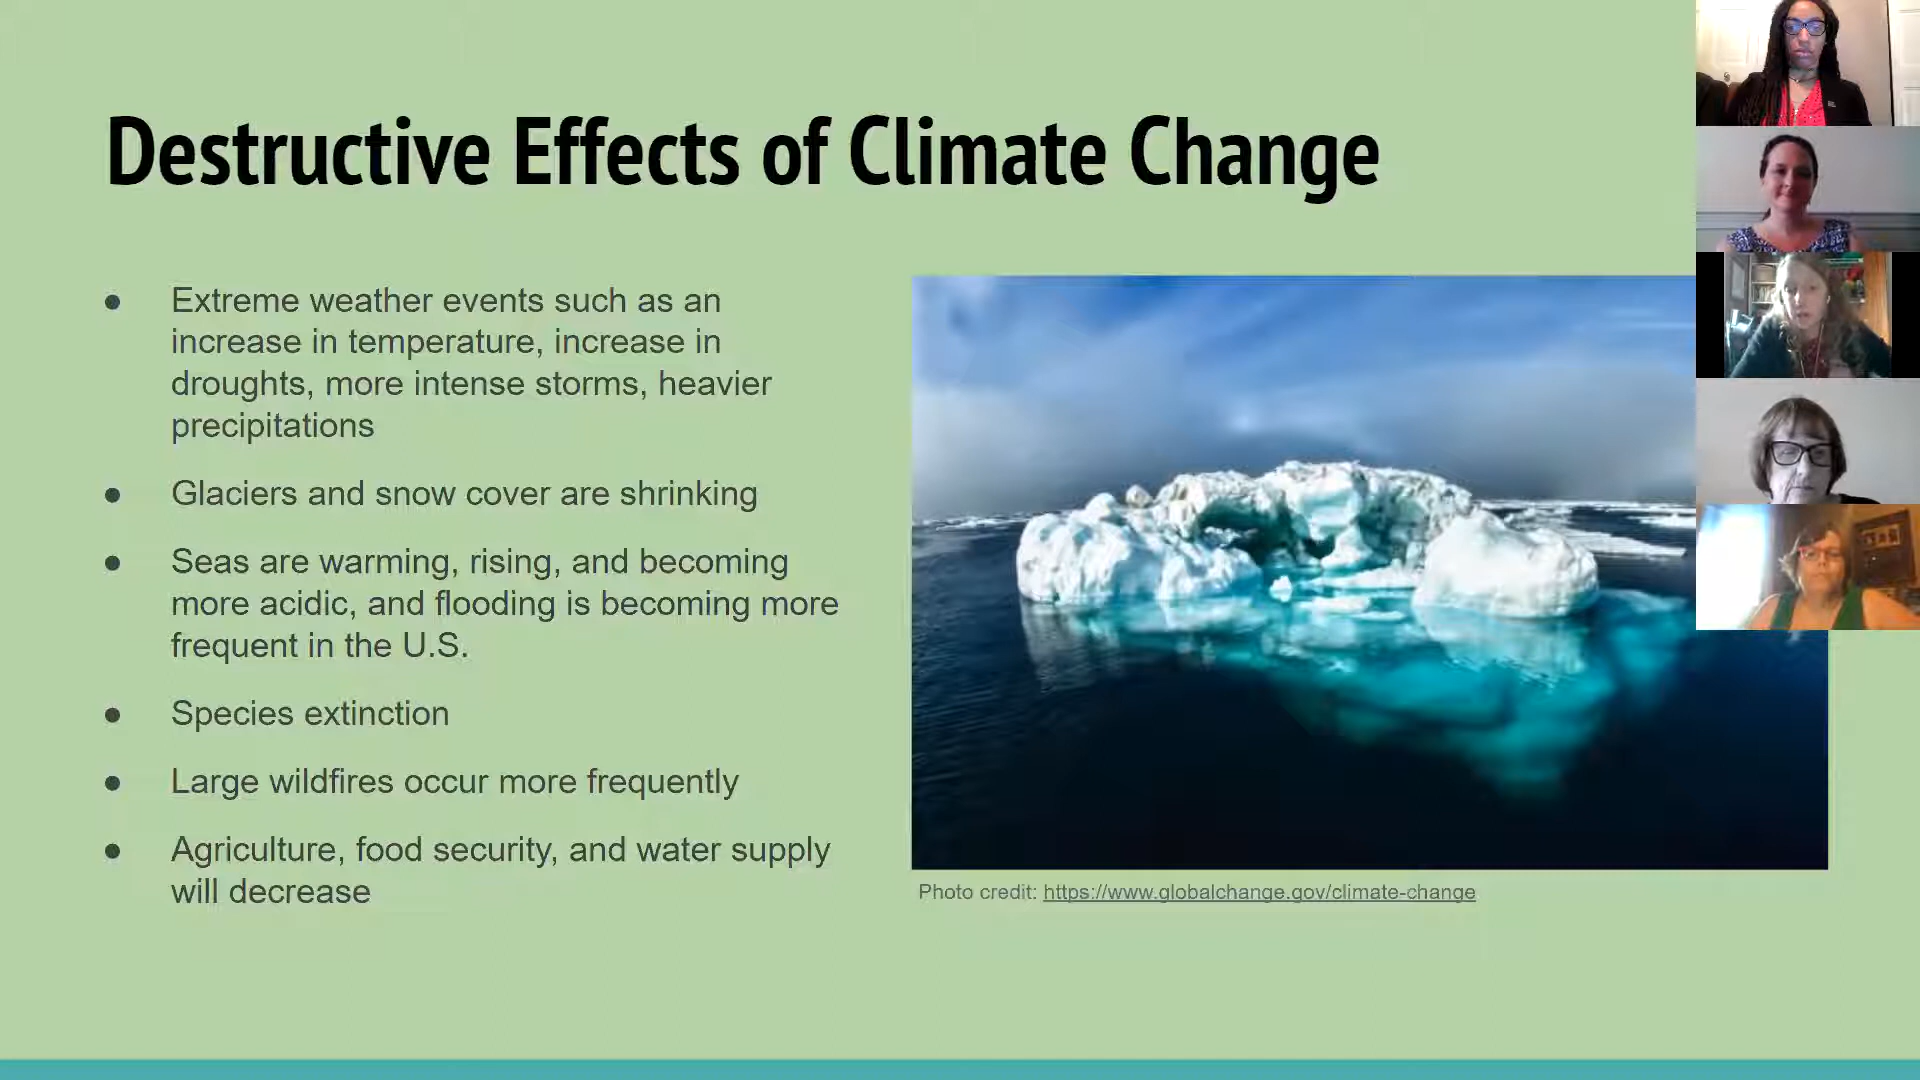 Destructive Effects of Climate Change
● Extreme weather events such as an
increase in temperature, increase in
droughts, more intense storms, heavier
precipitations
● Glaciers and snow cover are shrinking
● Seas are warming, rising, and becoming
more acidic, and flooding is becoming more
frequent in the U.S.
● Species extinction
● Large wildfires occur more frequently
● Agriculture, food security, and water supply
will decrease
Photo credit: https://www.globalchange.gov/climate-change